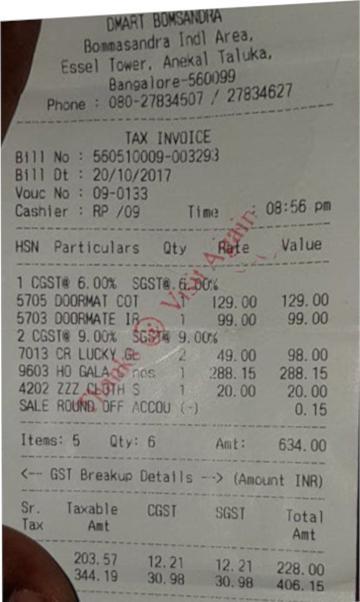 DMART BOMSANDRA
Bommasandra Indl Area,
Essel Tower, Anekal Taluka,
Bangalore-560099
Phone : 080-27834507 / 27834627
TAX INVOICE
Bill No : 560510009-003293
Bill Dt : 20/10/2017
Vouc No : 09-0133
Cashier : RP /09 Time : 08:56 pm
HSN Particulars Qty Rate Value
1 CGST@ 6.00% SGST@ 6.00%
5705 DOORMAT COT 1 129.00 129.00
5703 DOORMATE IR 1 99.00 99.00
2 CGST@ 9.00% SGST@ 9.00%
7013 CR LUCKY GL 2 49.00 98.00
9603 HO GALA 1 288.15 288.15
4202 ZZZ CLOTH S 1 20.00 20.00
SALE ROUND OFF ACCOU (-) 0.15
Items: 5 Qty: 6 Amt: 634.00
<-- GST Breakup Details --> (Amount INR)
Sr. Taxable CGST SGST Total
Tax Amt Amt
203.57 12.21 12.21 228.00
344.19 30.98 30.98 406.15
Thank Visit Again